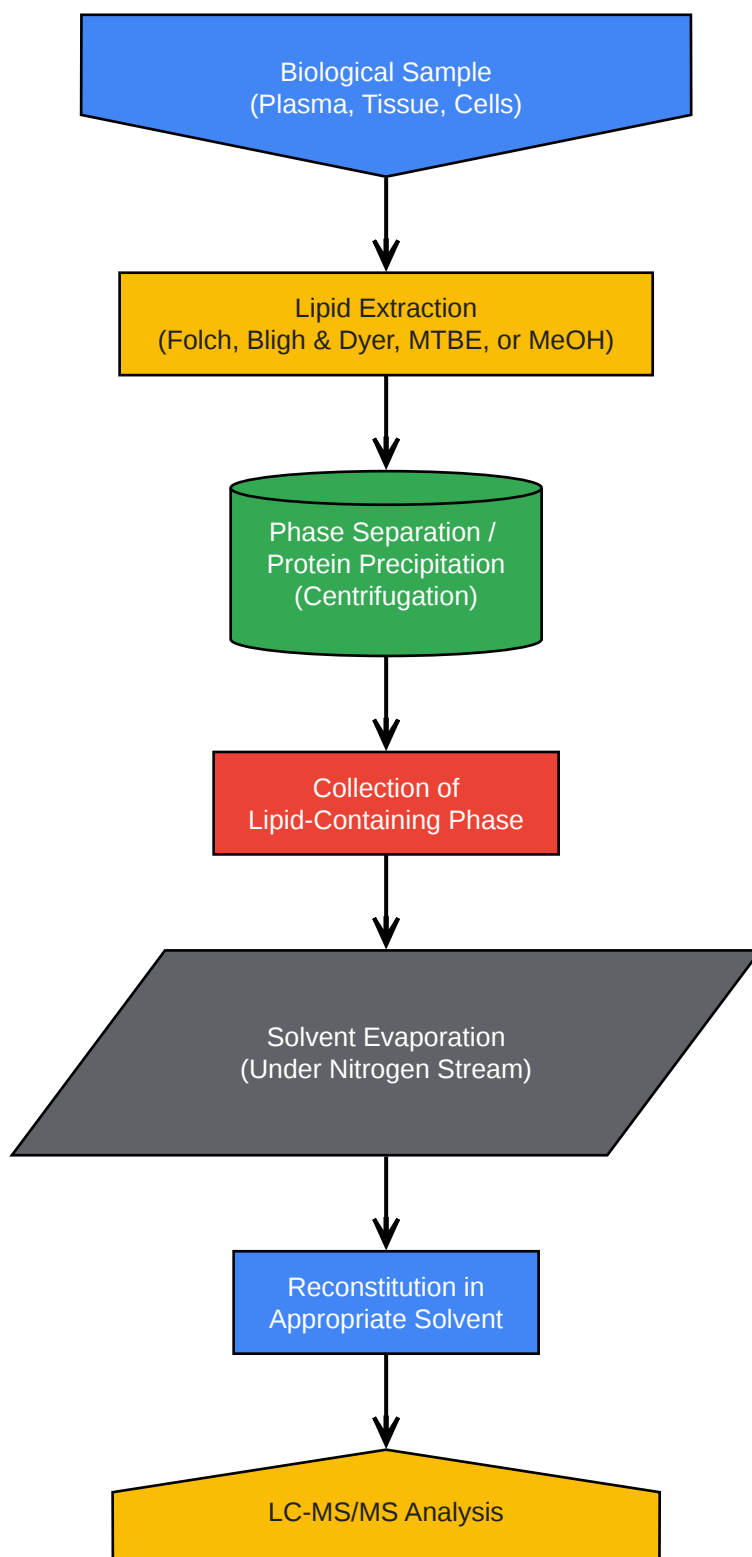 Biological Sample
(Plasma, Tissue, Cells)
Lipid Extraction
(Folch, Bligh & Dyer, MTBE, or MeOH)
Phase Separation /
Protein Precipitation
(Centrifugation)
Collection of
Lipid-Containing Phase
Solvent Evaporation
(Under Nitrogen Stream)
Reconstitution in
Appropriate Solvent
LC-MS/MS Analysis